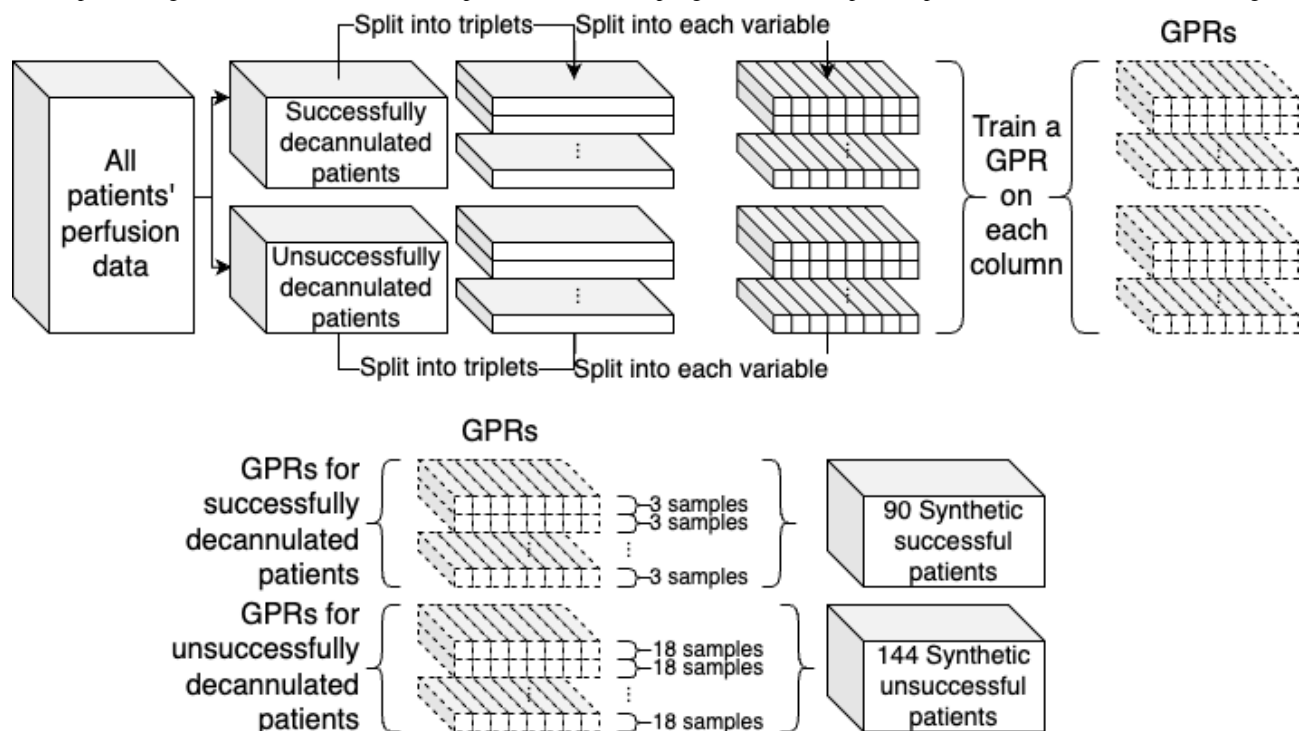 Split into triplets
Split into each variable
GPRs
All
patients'
perfusion
data
Successfully
decannulated
patients
Unsuccessfully
decannulated
patients
Train a
GPR
on
each
column
Split into triplets
Split into each variable
GPRs
GPRs for
successfully
decannulated
patients
3 samples
3 samples
3 samples
90 Synthetic
successful
patients
GPRs for
unsuccessfully
decannulated
patients
18 samples
18 samples
18 samples
144 Synthetic
unsuccessful
patients